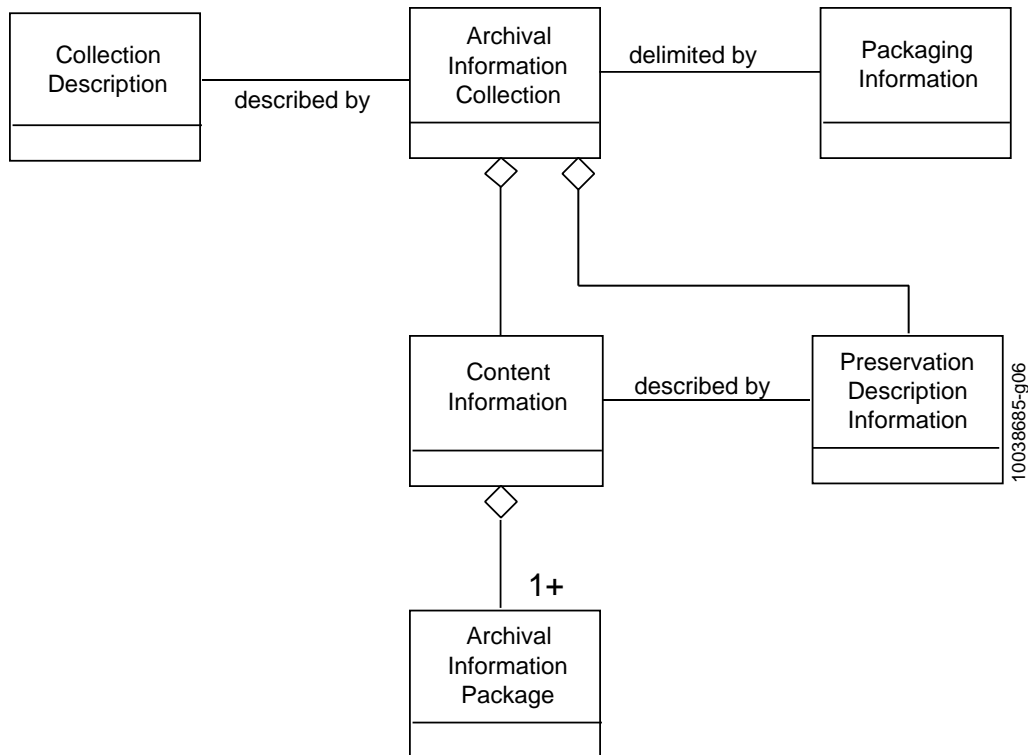 Collection
Description
described by
Archival
Information
Collection
delimited by
Packaging
Information
Content
Information
described by
Preservation
Description
Information
10038685-g06
1+
Archival
Information
Package